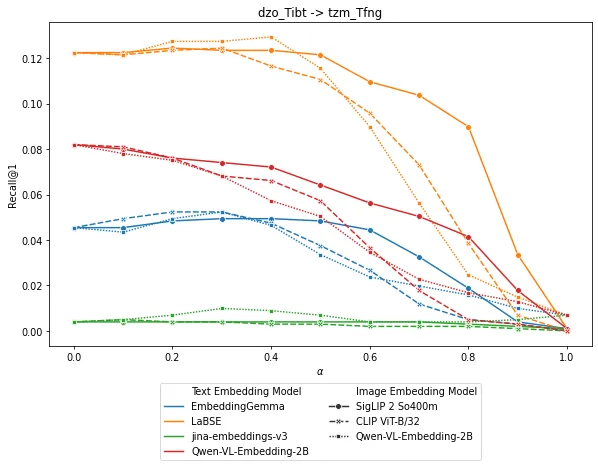 dzo_Tibt -> tzm_Tfng
Recall@1
0.12
0.10
0.08
0.06
0.04
0.02
0.00
0.0 0.2 0.4 0.6 0.8 1.0
α
Text Embedding Model
EmbeddingGemma
LaBSE
jina-embeddings-v3
Qwen-VL-Embedding-2B
Image Embedding Model
SigLIP 2 So400m
CLIP ViT-B/32
Qwen-VL-Embedding-2B